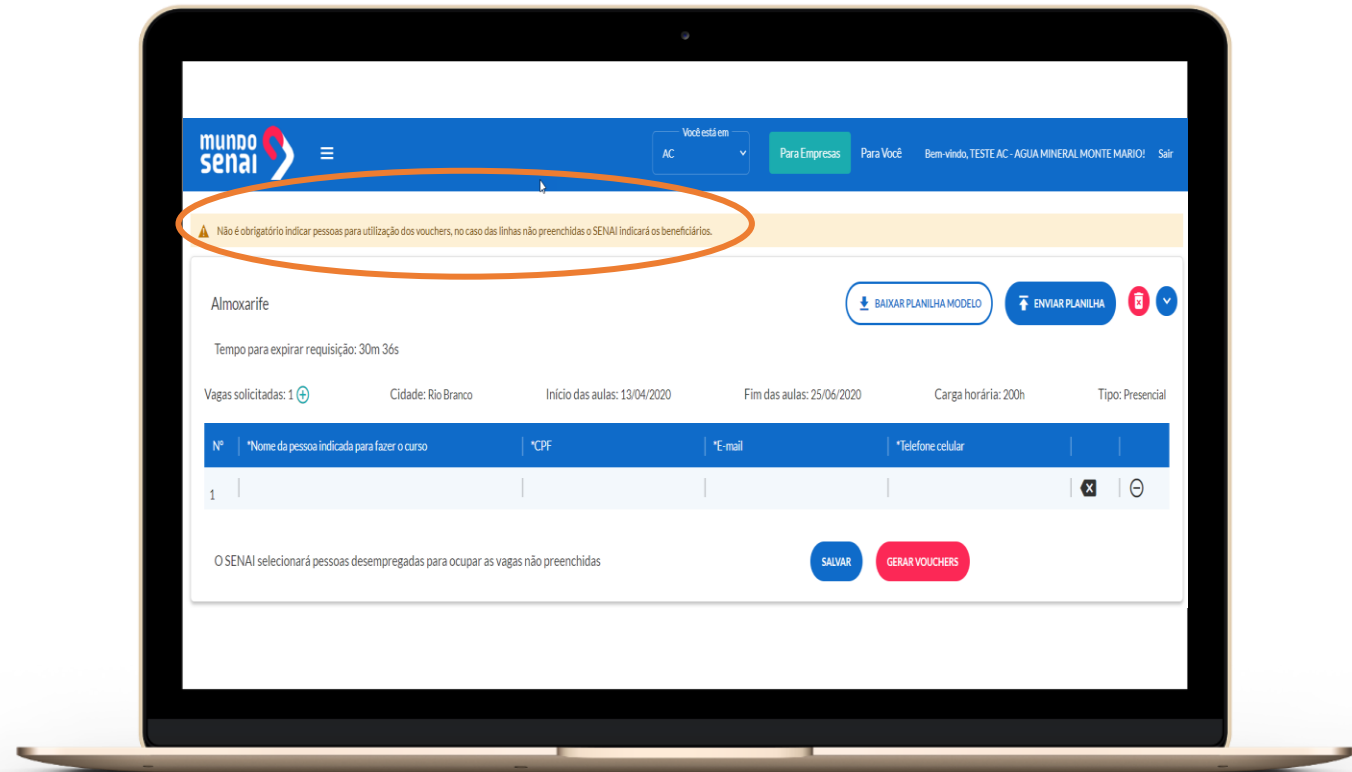 mundo
senai
Você está em
AC
Para Empresas
Para Você
Bem-vindo, TESTE AC - AGUA MINERAL MONTE MARIO!
Sair
Não é obrigatório indicar pessoas para utilização dos vouchers, no caso das linhas não preenchidas o SENAI indicará os beneficiários.
Almoxarife
BAIXAR PLANILHA MODELO
ENVIAR PLANILHA
Tempo para expirar requisição: 30m 36s
Vagas solicitadas: 1
Cidade: Rio Branco
Início das aulas: 13/04/2020
Fim das aulas: 25/06/2020
Carga horária: 200h
Tipo: Presencial
Nº
*Nome da pessoa indicada para fazer o curso
*CPF
*E-mail
*Telefone celular
1
O SENAI selecionará pessoas desempregadas para ocupar as vagas não preenchidas
SALVAR
GERAR VOUCHERS